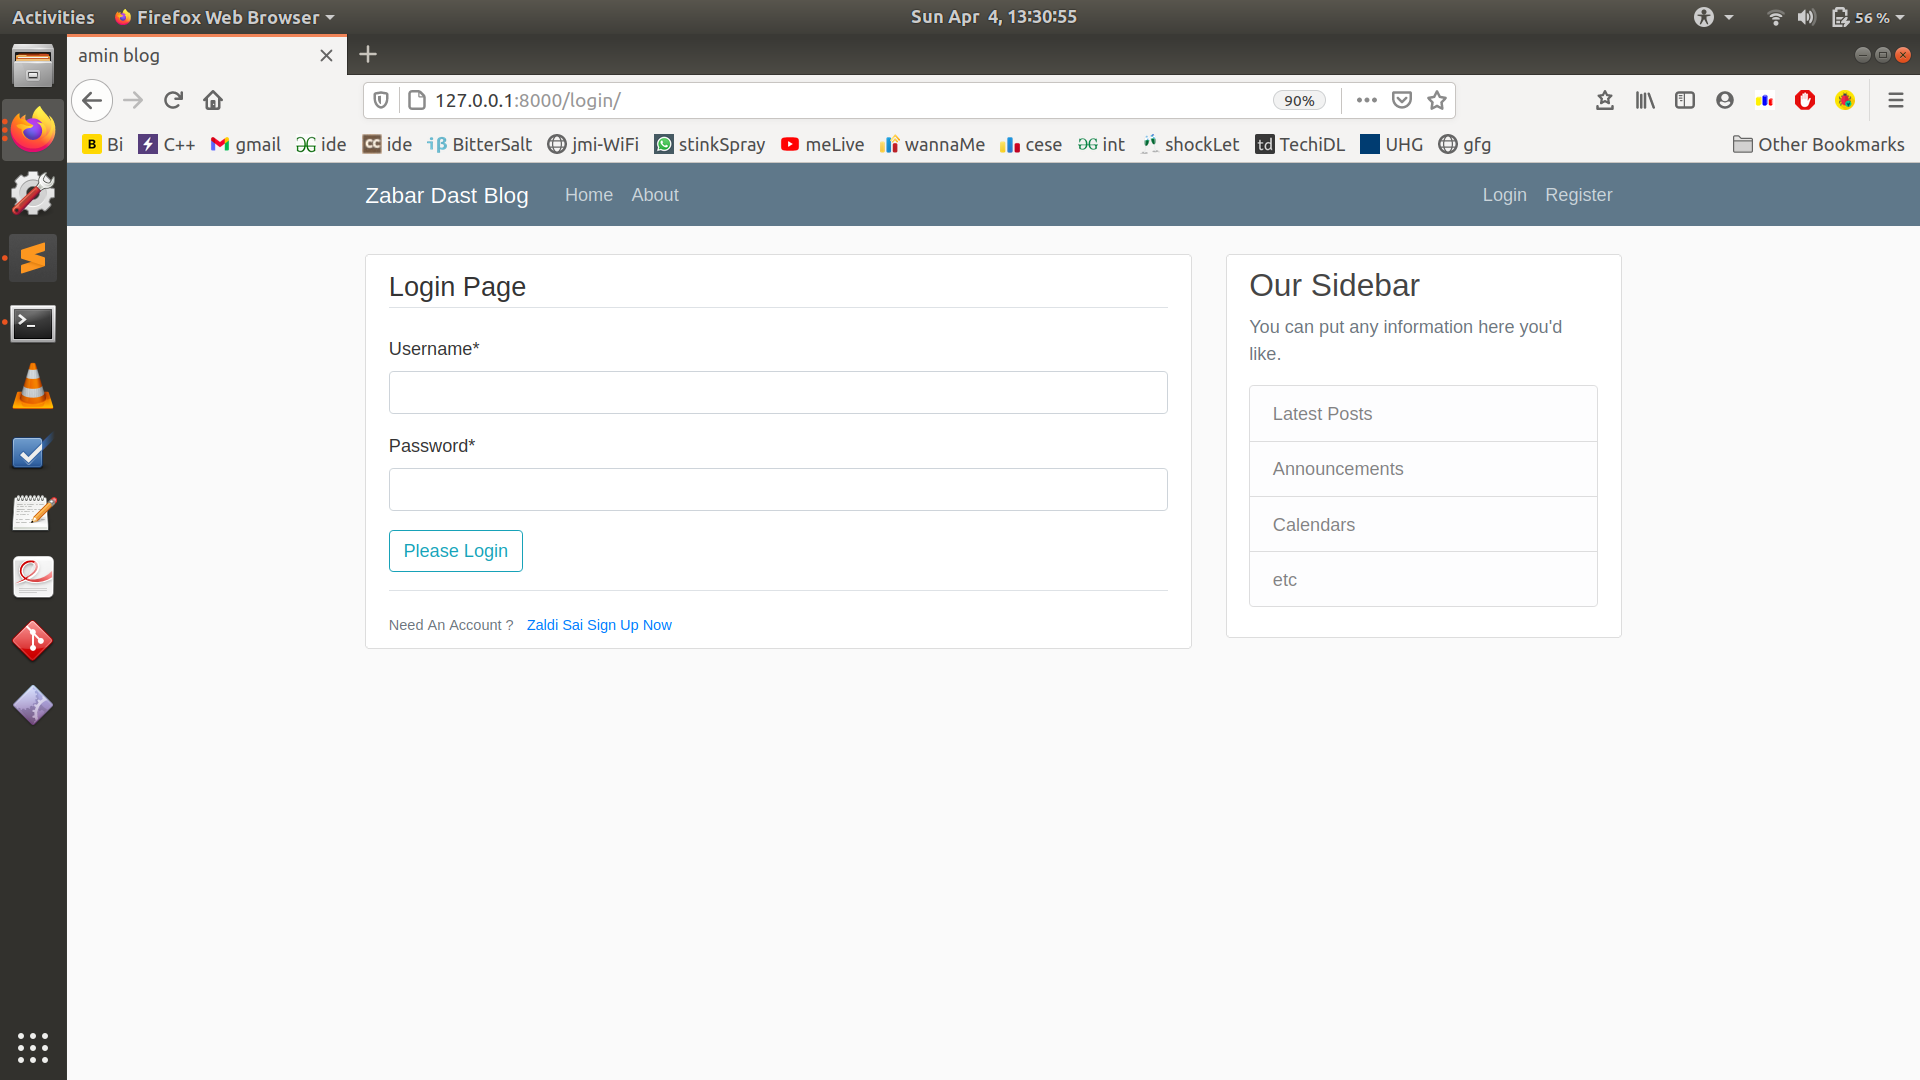 Activities Firefox Web Browser Sun Apr 4, 13:30:55 56 %
amin blog
127.0.0.1:8000/login/ 90%
B Bi C++ gmail ide CC ide BitterSalt jmi-WiFi stinkSpray meLive wannaMe cese int shockLet td TechiDL UHG gfg Other Bookmarks
Zabar Dast Blog Home About Login Register
Login Page
Username*
Password*
Please Login
Need An Account ? Zaldi Sai Sign Up Now
Our Sidebar
You can put any information here you'd
like.
Latest Posts
Announcements
Calendars
etc